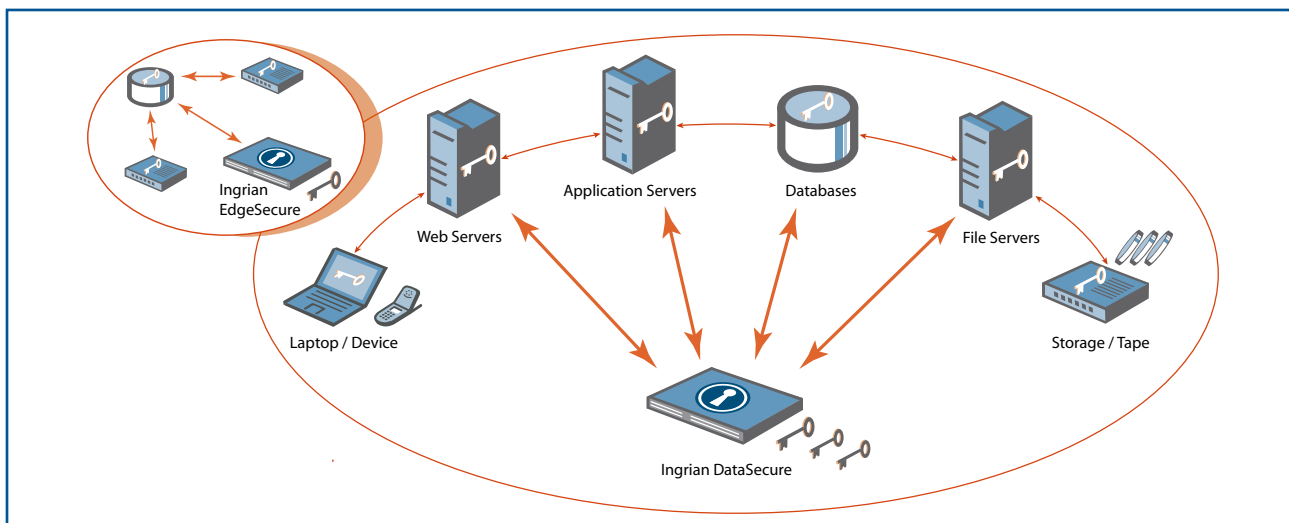 Ingrian
EdgeSecure
Application Servers
Databases
Web Servers
File Servers
Laptop / Device
Storage / Tape
Ingrian DataSecure